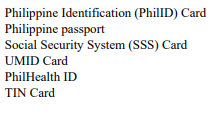 Philippine Identification (PhilID) Card
Philippine passport
Social Security System (SSS) Card
UMID Card
PhilHealth ID
TIN Card